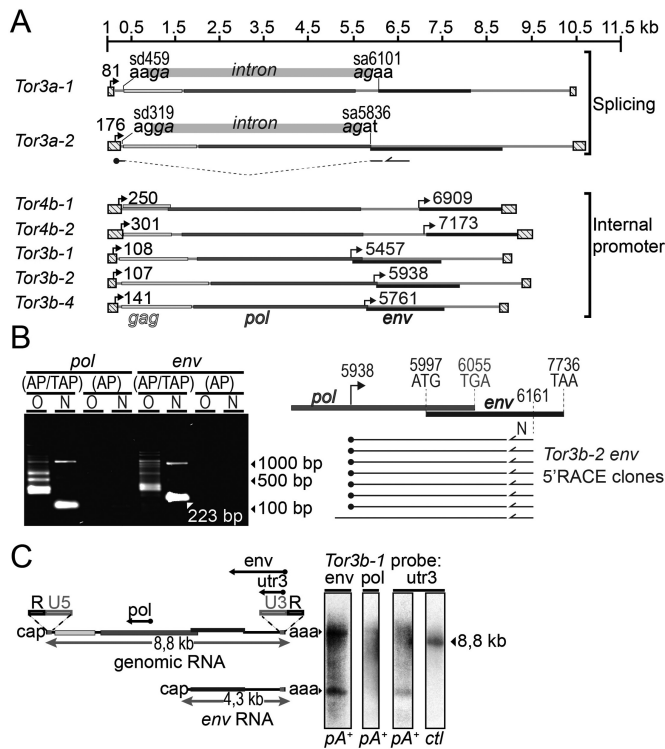 A
1 .5 1.5 2.5 3.5 4.5 5.5 6.5 7.5 8.5 9.5 10.5 11.5 kb
sd459 sa6101
81 aaga intron agaa
Tor3a-1
Splicing
sd319 sa5836
176 agga intron agat
Tor3a-2
Tor4b-1 250 6909
Tor4b-2 301 7173
Internal promoter
Tor3b-1 108 5457
Tor3b-2 107 5938
Tor3b-4 141 5761
gag pol env
B
pol env
(AP/TAP) (AP) (AP/TAP) (AP)
O N O N O N O N
1000 bp
500 bp
100 bp
223 bp
5938 5997 6055 7736
ATG TGA TAA
pol env 6161
N
Tor3b-2 env
5'RACE clones
C
env
utr3
R U5 pol U3 R
cap aaa
8,8 kb
genomic RNA
cap aaa
4,3 kb
env RNA
Tor3b-1 probe:
env pol utr3
8,8 kb
pA+ pA+ pA+ ctl